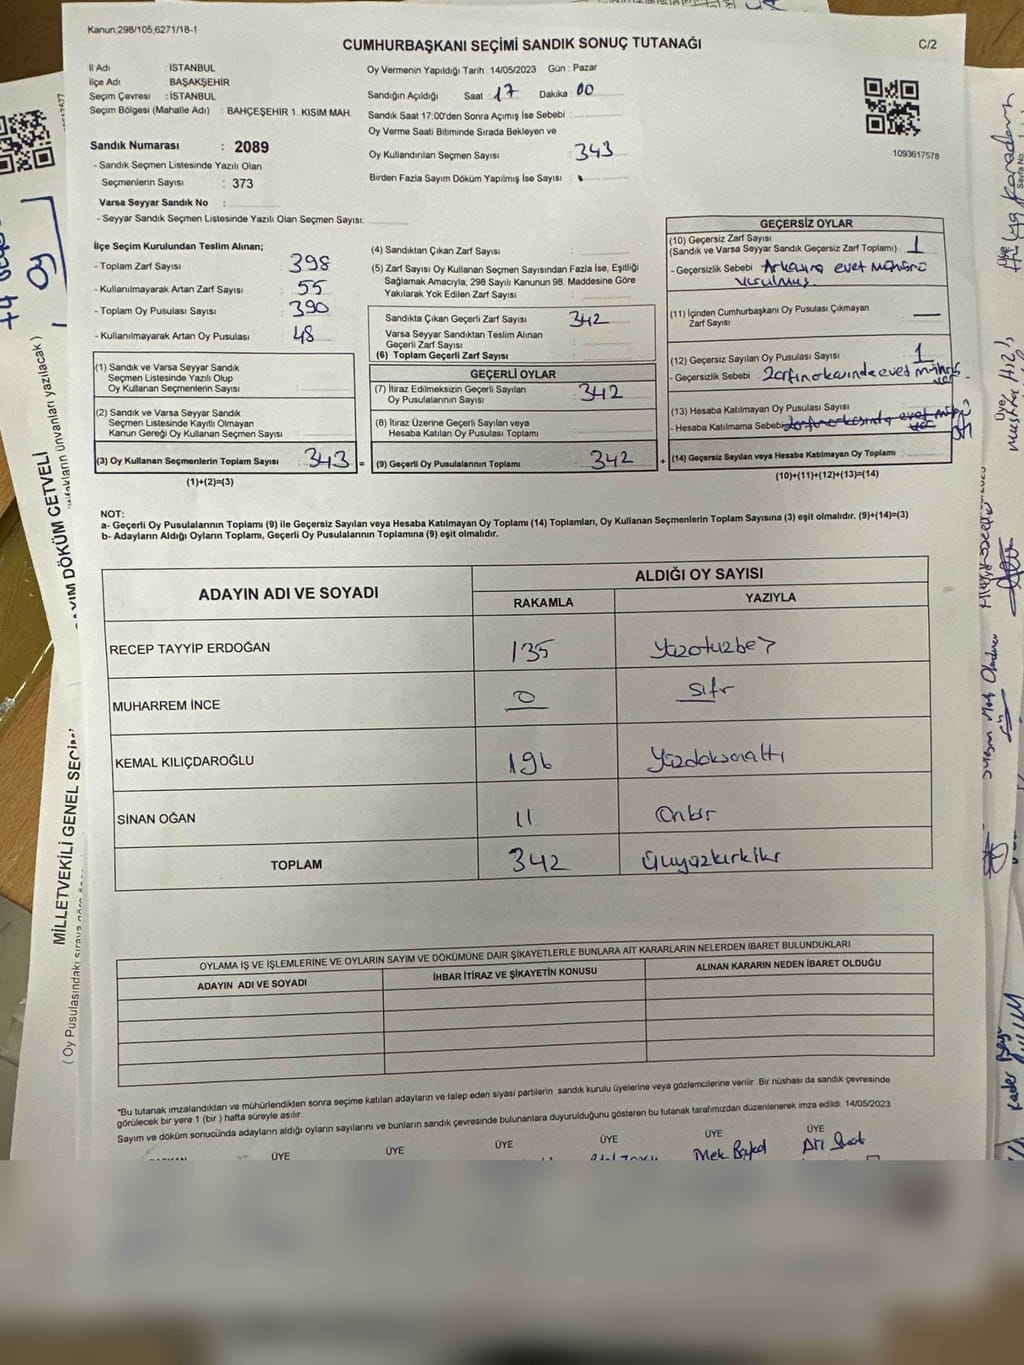 Kanun;298/105,6271/18-1
CUMHURBAŞKANI SEÇİMİ SANDIK SONUÇ TUTANAĞI
C/2
İl Adı : İSTANBUL
İlçe Adı : BAŞAKŞEHİR
Seçim Çevresi : İSTANBUL
Seçim Bölgesi (Mahalle Adı) : BAHÇEŞEHİR 1. KISIM MAH.
Sandık Numarası : 2089
- Sandık Seçmen Listesinde Yazılı Olan
Seçmenlerin Sayısı : 373
Varsa Seyyar Sandık No :
- Seyyar Sandık Seçmen Listesinde Yazılı Olan Seçmen Sayısı:
Oy Vermenin Yapıldığı Tarih : 14/05/2023 Gün : Pazar
Sandığın Açıldığı Saat : 17 Dakika : 00
Sandık Saat 17:00'den Sonra Açımış İse Sebebi :
Oy Verme Saati Bitiminde Sırada Bekleyen ve
Oy Kullandırılan Seçmen Sayısı : 343
Birden Fazla Sayım Döküm Yapılmış İse Sayısı :
1093617578
İlçe Seçim Kurulundan Teslim Alınan;
- Toplam Zarf Sayısı : 398
- Kullanılmayarak Artan Zarf Sayısı : 55
- Toplam Oy Pusulası Sayısı : 390
- Kullanılmayarak Artan Oy Pusulası : 48
(1) Sandık ve Varsa Seyyar Sandık
Seçmen Listesinde Yazılı Olup
Oy Kullanan Seçmenlerin Sayısı :
(2) Sandık ve Varsa Seyyar Sandık
Seçmen Listesinde Kayıtlı Olmayan
Kanun Gereği Oy Kullanan Seçmen Sayısı :
(3) Oy Kullanan Seçmenlerin Toplam Sayısı : 343 =
(1)+(2)=(3)
(4) Sandıktan Çıkan Zarf Sayısı :
(5) Zarf Sayısı Oy Kullanan Seçmen Sayısından Fazla İse, Eşitliği
Sağlamak Amacıyla; 298 Sayılı Kanunun 98. Maddesine Göre
Yakılarak Yok Edilen Zarf Sayısı :
Sandıkta Çıkan Geçerli Zarf Sayısı : 342
Varsa Seyyar Sandıktan Teslim Alınan
Geçerli Zarf Sayısı :
(6) Toplam Geçerli Zarf Sayısı :
GEÇERLİ OYLAR
(7) İtiraz Edilmeksizin Geçerli Sayılan
Oy Pusulalarının Sayısı : 342
(8) İtiraz Üzerine Geçerli Sayılan veya
Hesaba Katılan Oy Pusulası Toplamı :
(9) Geçerli Oy Pusulalarının Toplamı : 342 +
GEÇERSİZ OYLAR
(10) Geçersiz Zarf Sayısı
(Sandık ve Varsa Seyyar Sandık Geçersiz Zarf Toplamı) 1
- Geçersizlik Sebebi : Arkasına evet mührü
vurulmuş
(11) İçinden Cumhurbaşkanı Oy Pusulası Çıkmayan
Zarf Sayısı : —
(12) Geçersiz Sayılan Oy Pusulası Sayısı : 1
- Geçersizlik Sebebi : Zarfın arkasında evet mührü
var
(13) Hesaba Katılmayan Oy Pusulası Sayısı :
- Hesaba Katılmama Sebebi : zarfın arkasında evet
var
(14) Geçersiz Sayılan veya Hesaba Katılmayan Oy Toplamı :
(10)+(11)+(12)+(13)=(14)
NOT:
a- Geçerli Oy Pusulalarının Toplamı (9) ile Geçersiz Sayılan veya Hesaba Katılmayan Oy Toplamı (14) Toplamları, Oy Kullanan Seçmenlerin Toplam Sayısına (3) eşit olmalıdır. (9)+(14)=(3)
b- Adayların Aldığı Oyların Toplamı, Geçerli Oy Pusulalarının Toplamına (9) eşit olmalıdır.
ADAYIN ADI VE SOYADI
ALDIĞI OY SAYISI
RAKAMLA YAZIYLA
RECEP TAYYİP ERDOĞAN 135 Yüzotuzbeş
MUHARREM İNCE 0 Sıfır
KEMAL KILIÇDAROĞLU 196 Yüzdoksanaltı
SİNAN OĞAN 11 Onbir
TOPLAM 342 Üçyüzkırkiki
OYLAMA İŞ VE İŞLEMLERİNE VE OYLARIN SAYIM VE DÖKÜMÜNE DAİR ŞİKAYETLERLE BUNLARA AİT KARARLARIN NELERDEN İBARET BULUNDUKLARI
ADAYIN ADI VE SOYADI
İHBAR İTİRAZ VE ŞİKAYETİN KONUSU
ALINAN KARARIN NEDEN İBARET OLDUĞU
*Bu tutanak imzalandıktan ve mühürlendikten sonra seçime katılan adayların ve talep eden siyasi partilerin sandık kurulu üyelerine veya gözlemcilerine verilir. Bir nüshası da sandık çevresinde
görülecek bir yere 1 (bir) hafta süreyle asılır.
Sayım ve döküm sonucunda adayların aldığı oyların sayılarını ve bunların sandık çevresinde bulunanlara duyurulduğunu gösteren bu tutanak tarafımızdan düzenlenerek imza edildi. 14/05/2023
ÜYE ÜYE ÜYE ÜYE ÜYE ÜYE
MİLLETVEKİLİ GENEL SEÇİ
( Oy Pusulasındaki sıraya göre
SAYIM DÖKÜM CETVELİ
ifakların ünvanları yazılacak )
Oy